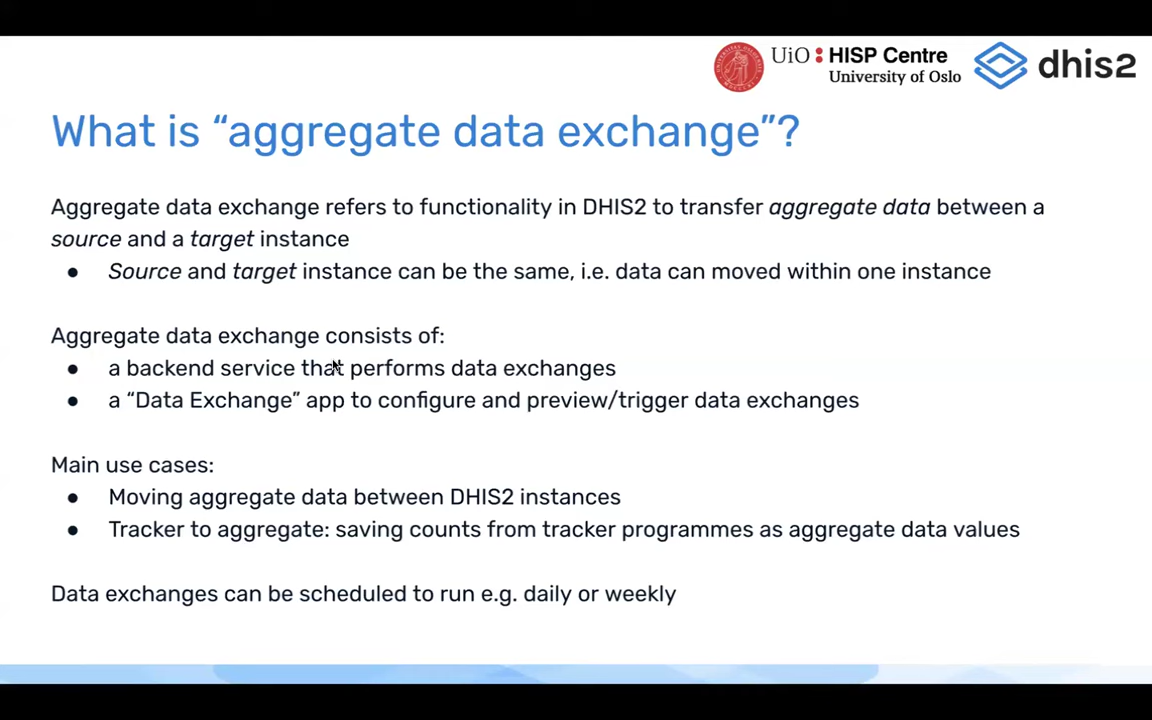 UiO: HISP Centre
University of Oslo
dhis2
What is “aggregate data exchange”?
Aggregate data exchange refers to functionality in DHIS2 to transfer aggregate data between a
source and a target instance
● Source and target instance can be the same, i.e. data can moved within one instance
Aggregate data exchange consists of:
● a backend service that performs data exchanges
● a “Data Exchange” app to configure and preview/trigger data exchanges
Main use cases:
● Moving aggregate data between DHIS2 instances
● Tracker to aggregate: saving counts from tracker programmes as aggregate data values
Data exchanges can be scheduled to run e.g. daily or weekly